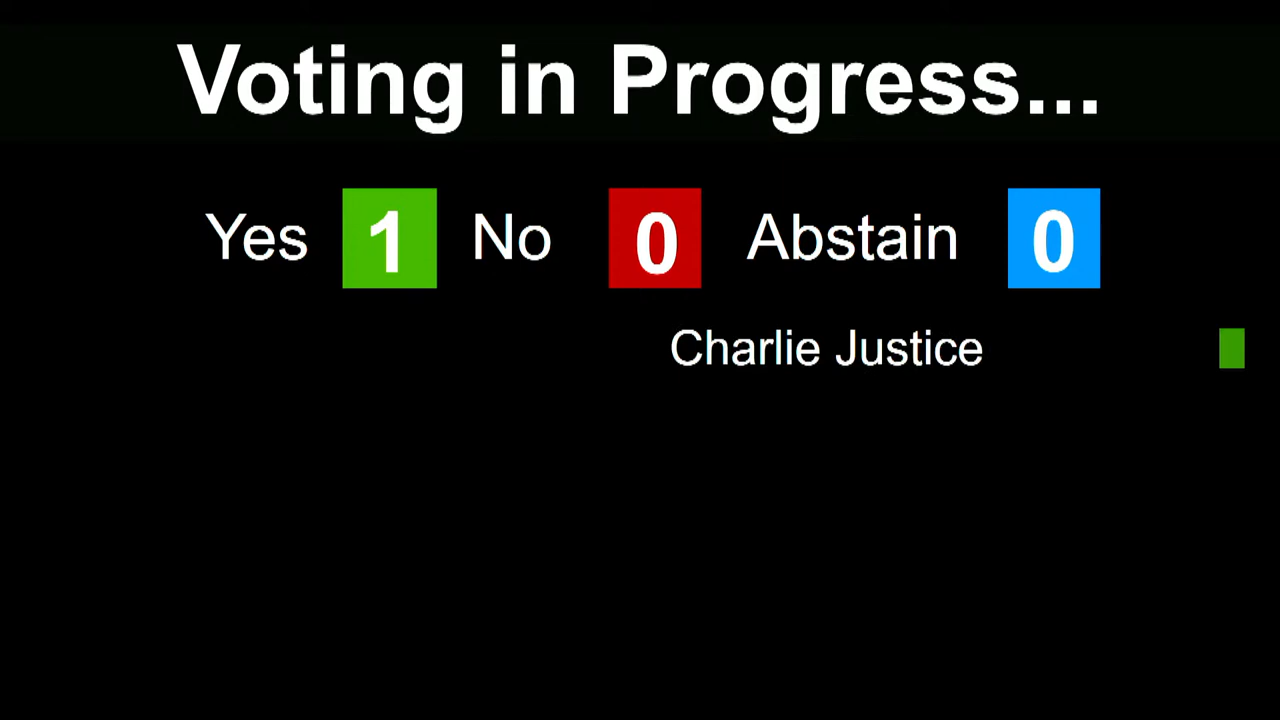 Voting in Progress...
Yes 1 No 0 Abstain 0
Charlie Justice